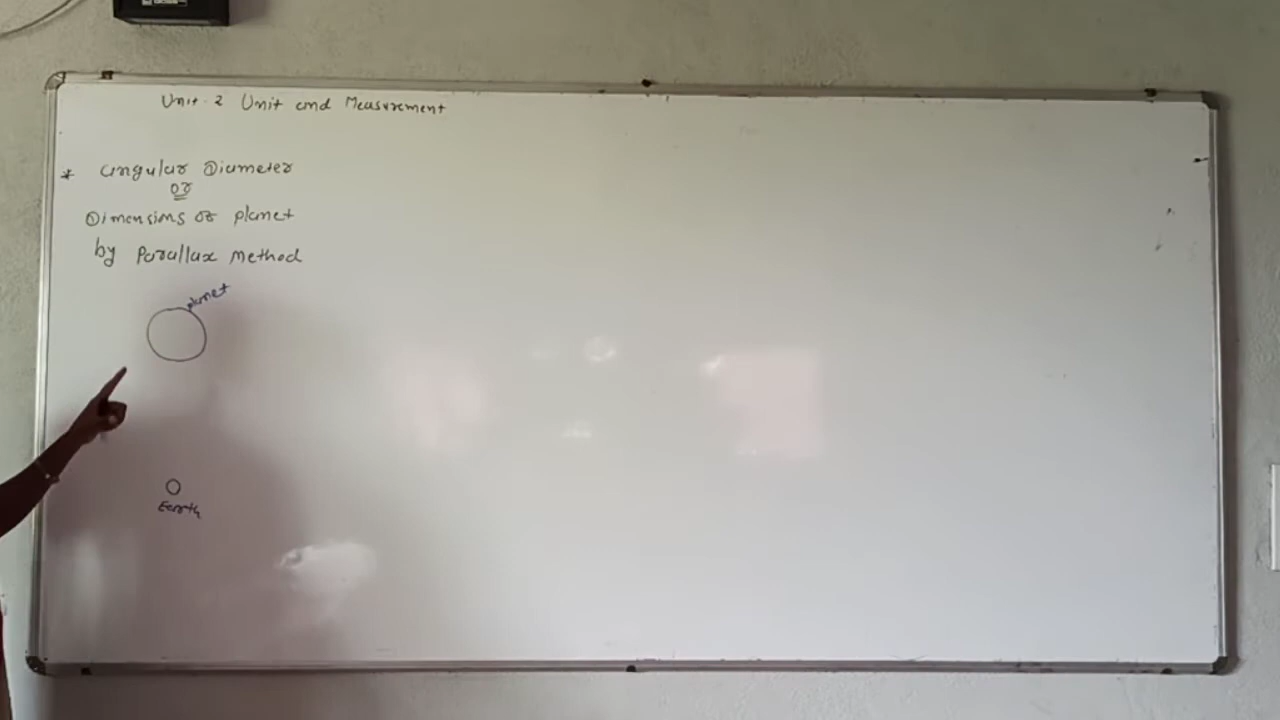 Unit. 2 Unit and Measurement
* angular Diameter
or
Dimensions of planet
by Parallax Method
planet
Earth